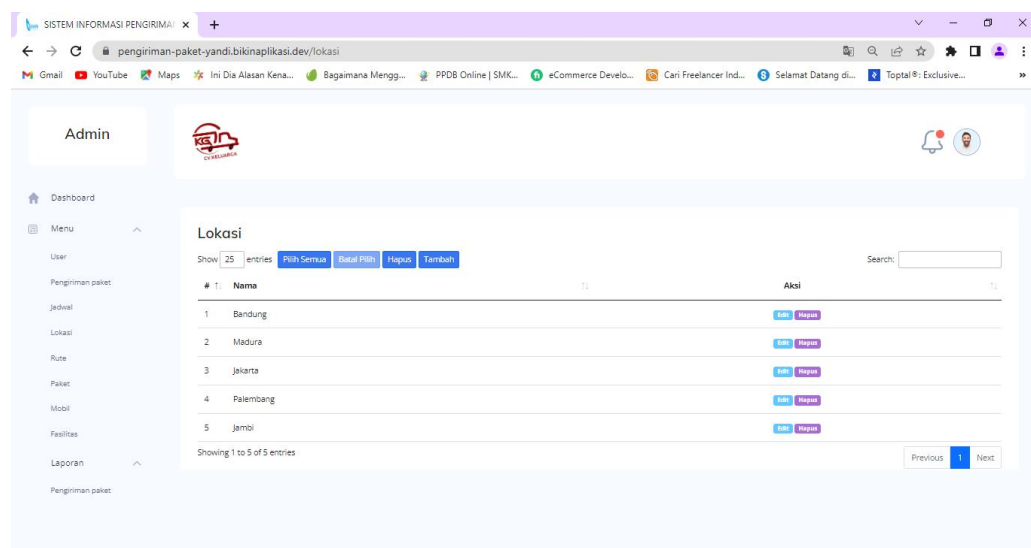 SISTEM INFORMASI PENGIRIMA
pengiriman-paket-yandi.bikinaplikasi.dev/lokasi
Gmail YouTube Maps Ini Dia Alasan Kena... Bagaimana Mengg... PPDB Online | SMK... eCommerce Develo... Cari Freelancer Ind... Selamat Datang di... Toptal®: Exclusive... »
Admin
KGM
CV.KELUARGA
Dashboard
Menu
User
Pengiriman paket
Jadwal
Lokasi
Rute
Paket
Mobil
Fasilitas
Laporan
Pengiriman paket
Lokasi
Show 25 entries Pilih Semua Batal Pilih Hapus Tambah Search:
# Nama Aksi
1 Bandung Edit Hapus
2 Madura Edit Hapus
3 Jakarta Edit Hapus
4 Palembang Edit Hapus
5 Jambi Edit Hapus
Showing 1 to 5 of 5 entries
Previous 1 Next